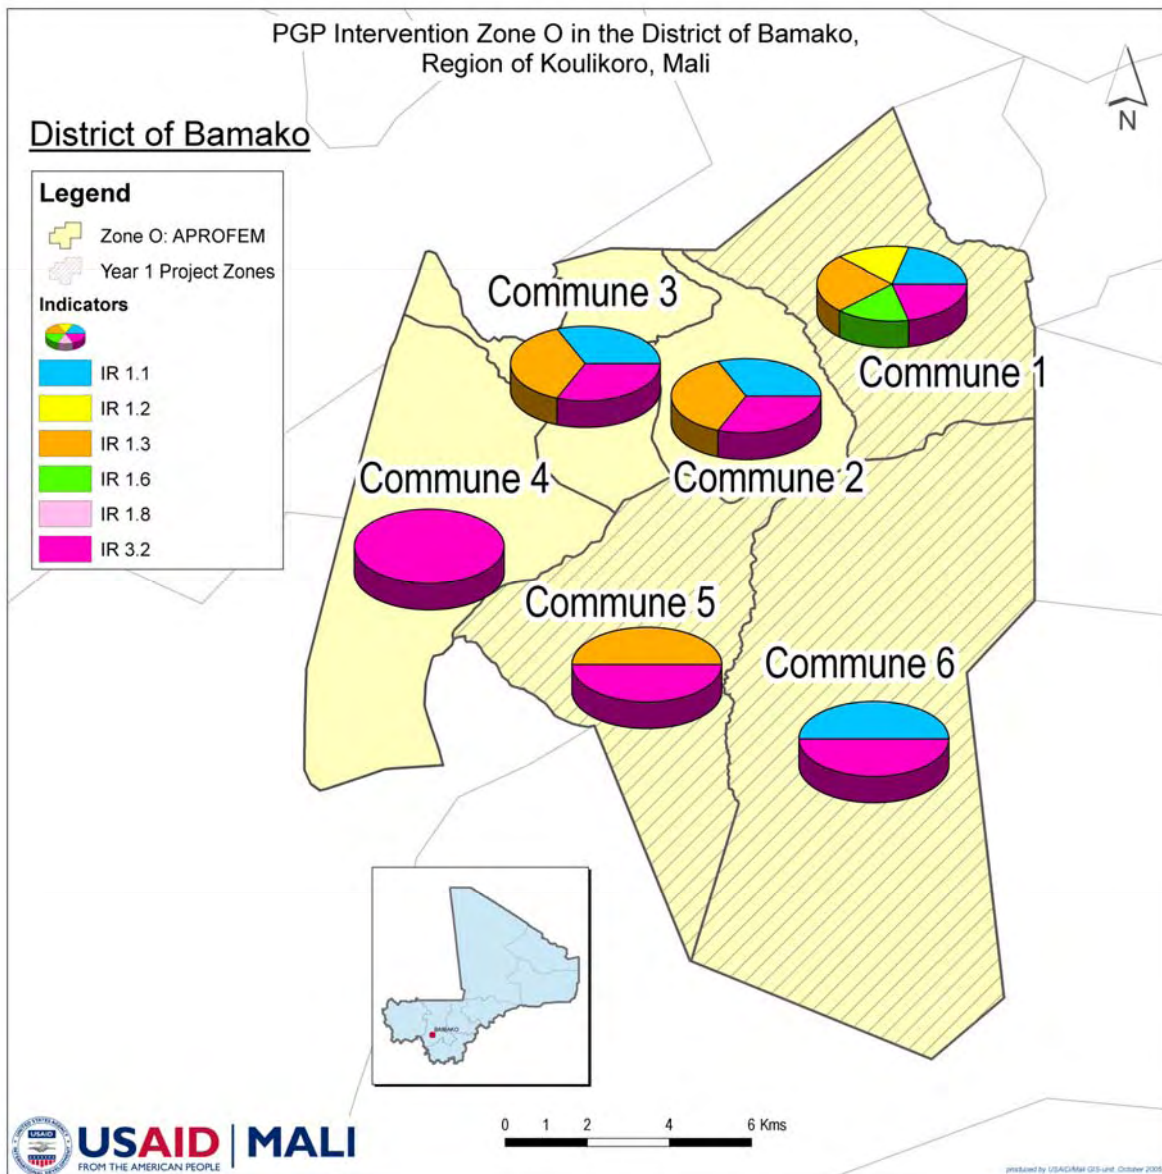 PGP Intervention Zone O in the District of Bamako,
Region of Koulikoro, Mali
N
District of Bamako
Legend
Zone O: APROFEM
Year 1 Project Zones
Indicators
IR 1.1
IR 1.2
IR 1.3
IR 1.6
IR 1.8
IR 3.2
Commune 3
Commune 1
Commune 4
Commune 2
Commune 5
Commune 6
BAMAKO
0 1 2 4 6 Kms
USAID
USAID | MALI
FROM THE AMERICAN PEOPLE